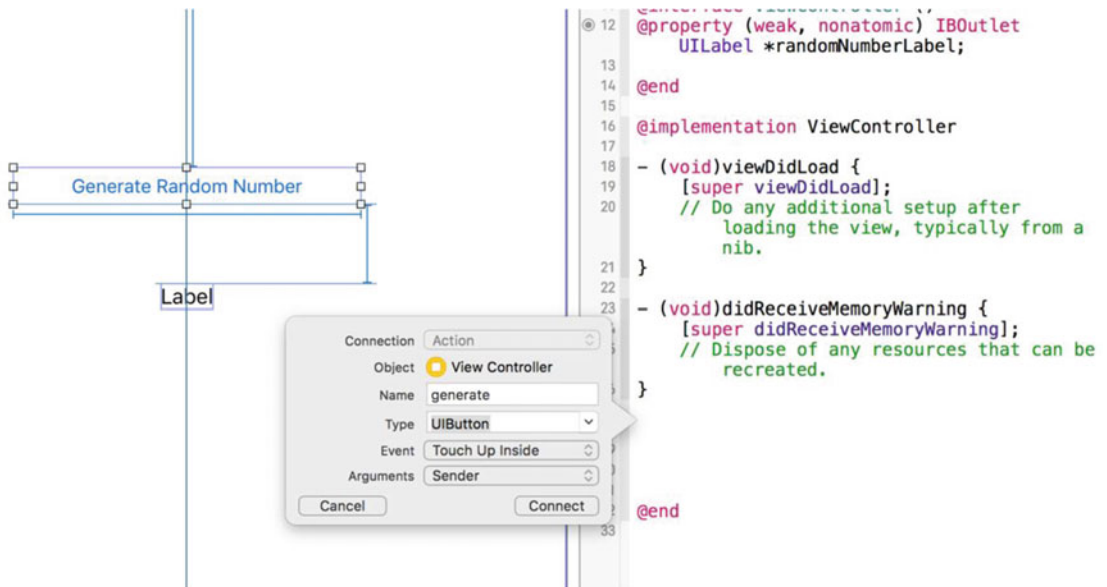 12 @property (weak, nonatomic) IBOutlet
UILabel *randomNumberLabel;
13
14 @end
15
16 @implementation ViewController
17
18 - (void)viewDidLoad {
19 [super viewDidLoad];
20 // Do any additional setup after
loading the view, typically from a
nib.
21 }
22
23 - (void)didReceiveMemoryWarning {
[super didReceiveMemoryWarning];
// Dispose of any resources that can be
recreated.
}
@end
33
Generate Random Number
Label
Connection Action
Object View Controller
Name generate
Type UIButton
Event Touch Up Inside
Arguments Sender
Cancel Connect